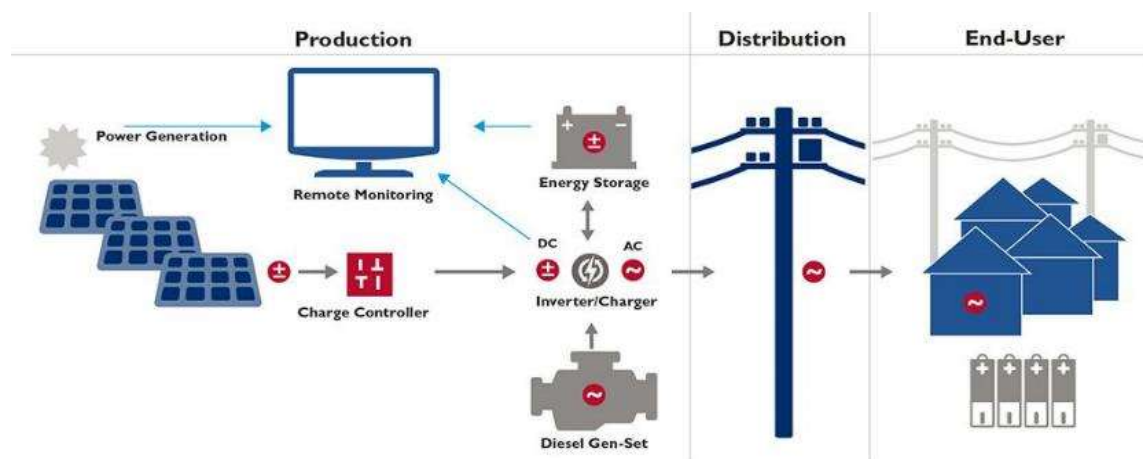 Production
Distribution
End-User
Power Generation
Remote Monitoring
Energy Storage
DC
AC
Charge Controller
Inverter/Charger
Diesel Gen-Set